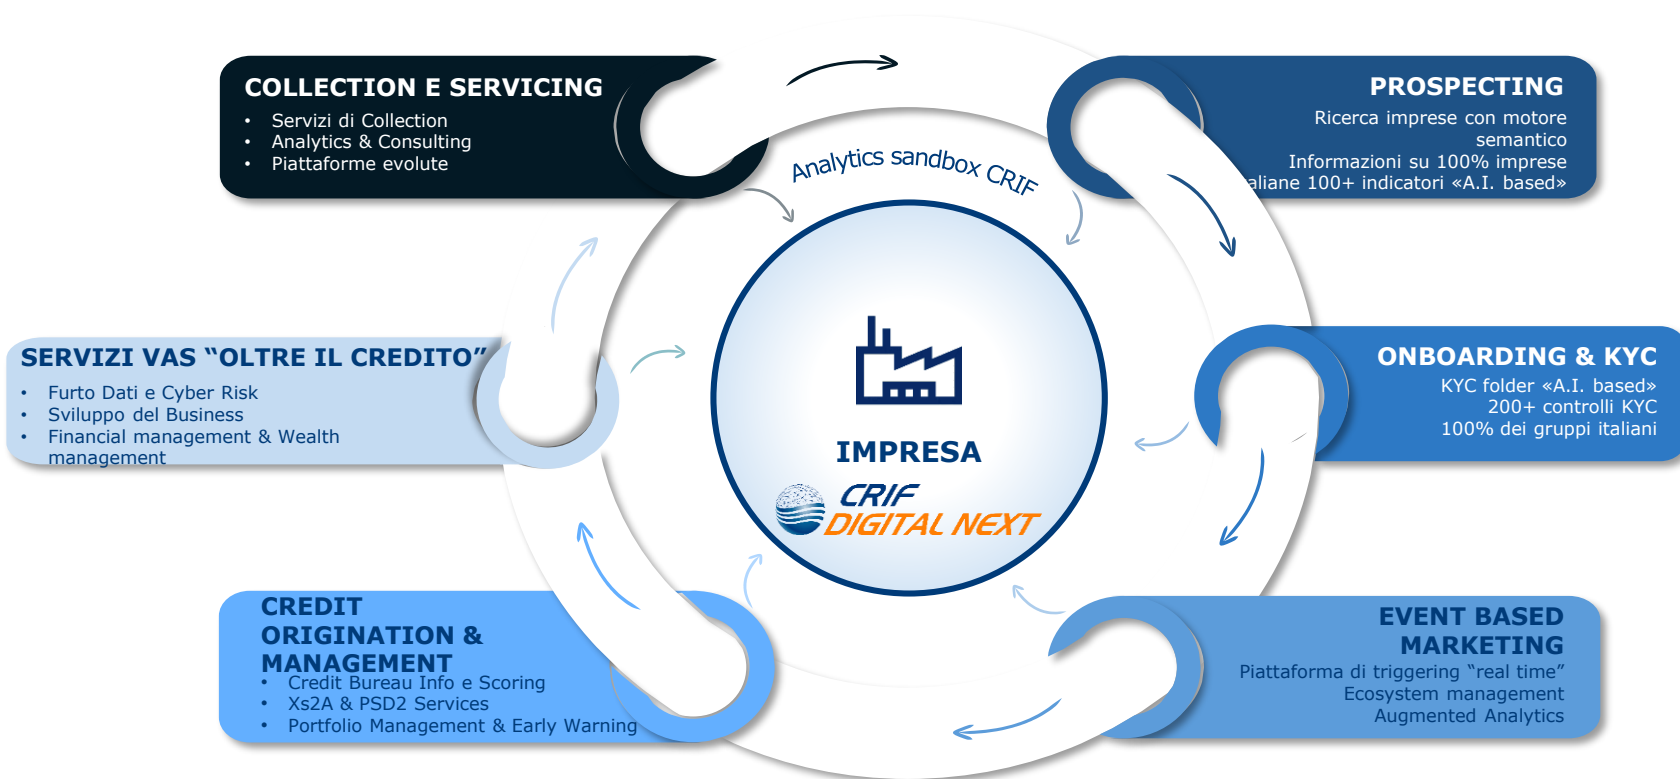 COLLECTION E SERVICING
• Servizi di Collection
• Analytics & Consulting
• Piattaforme evolute
PROSPECTING
Ricerca imprese con motore
semantico
Informazioni su 100% imprese
aliane 100+ indicatori «A.I. based»
Analytics sandbox CRIF
SERVIZI VAS “OLTRE IL CREDITO”
• Furto Dati e Cyber Risk
• Sviluppo del Business
• Financial management & Wealth
management
ONBOARDING & KYC
KYC folder «A.I. based»
200+ controlli KYC
100% dei gruppi italiani
IMPRESA
CRIF
DIGITAL NEXT
CREDIT
ORIGINATION &
MANAGEMENT
• Credit Bureau Info e Scoring
• Xs2A & PSD2 Services
• Portfolio Management & Early Warning
EVENT BASED
MARKETING
Piattaforma di triggering “real time”
Ecosystem management
Augmented Analytics